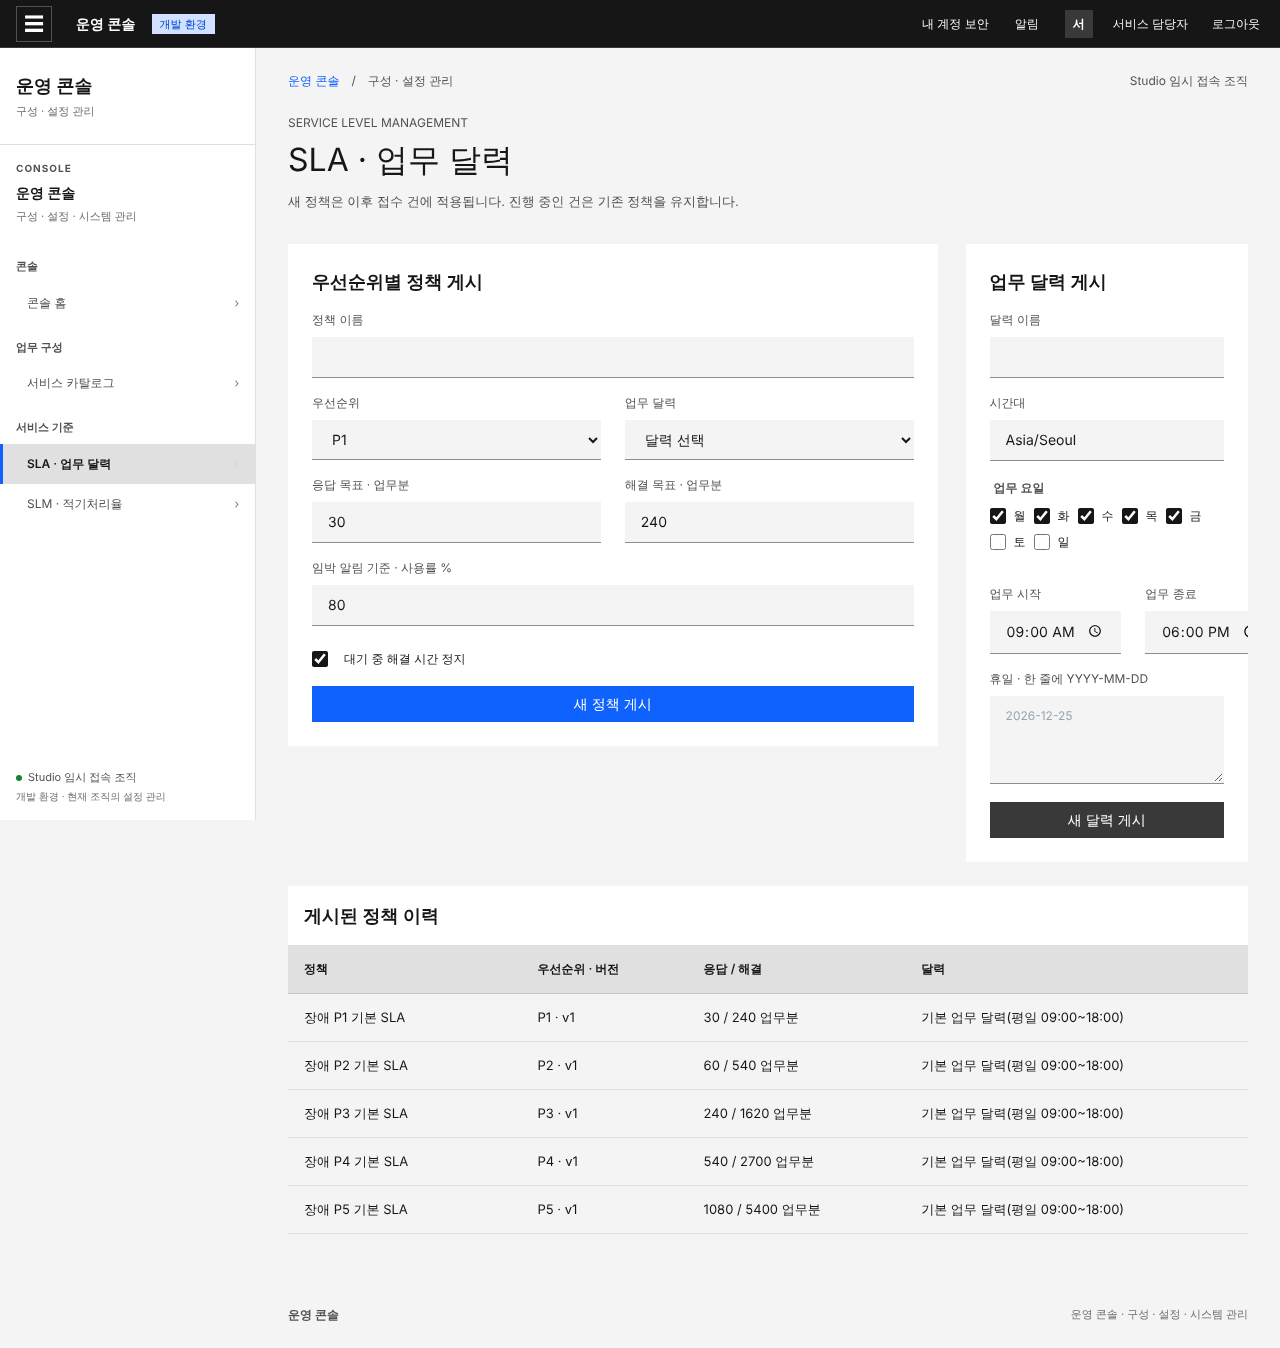 운영 콘솔 개발 환경 내 계정 보안 알림 서 서비스 담당자 로그아웃
운영 콘솔
구성 · 설정 관리
CONSOLE
운영 콘솔
구성 · 설정 · 시스템 관리
콘솔
콘솔 홈 ›
업무 구성
서비스 카탈로그 ›
서비스 기준
SLA · 업무 달력 ›
SLM · 적기처리율 ›
Studio 임시 접속 조직
개발 환경 · 현재 조직의 설정 관리
운영 콘솔 / 구성 · 설정 관리 Studio 임시 접속 조직
SERVICE LEVEL MANAGEMENT
SLA · 업무 달력
새 정책은 이후 접수 건에 적용됩니다. 진행 중인 건은 기존 정책을 유지합니다.
우선순위별 정책 게시
정책 이름
우선순위 업무 달력
P1 달력 선택
응답 목표 · 업무분 해결 목표 · 업무분
30 240
임박 알림 기준 · 사용률 %
80
대기 중 해결 시간 정지
새 정책 게시
업무 달력 게시
달력 이름
시간대
Asia/Seoul
업무 요일
월 화 수 목 금
토 일
업무 시작 업무 종료
09:00 AM 06:00 PM
휴일 · 한 줄에 YYYY-MM-DD
2026-12-25
새 달력 게시
게시된 정책 이력
정책 우선순위 · 버전 응답 / 해결 달력
장애 P1 기본 SLA P1 · v1 30 / 240 업무분 기본 업무 달력(평일 09:00~18:00)
장애 P2 기본 SLA P2 · v1 60 / 540 업무분 기본 업무 달력(평일 09:00~18:00)
장애 P3 기본 SLA P3 · v1 240 / 1620 업무분 기본 업무 달력(평일 09:00~18:00)
장애 P4 기본 SLA P4 · v1 540 / 2700 업무분 기본 업무 달력(평일 09:00~18:00)
장애 P5 기본 SLA P5 · v1 1080 / 5400 업무분 기본 업무 달력(평일 09:00~18:00)
운영 콘솔 운영 콘솔 · 구성 · 설정 · 시스템 관리